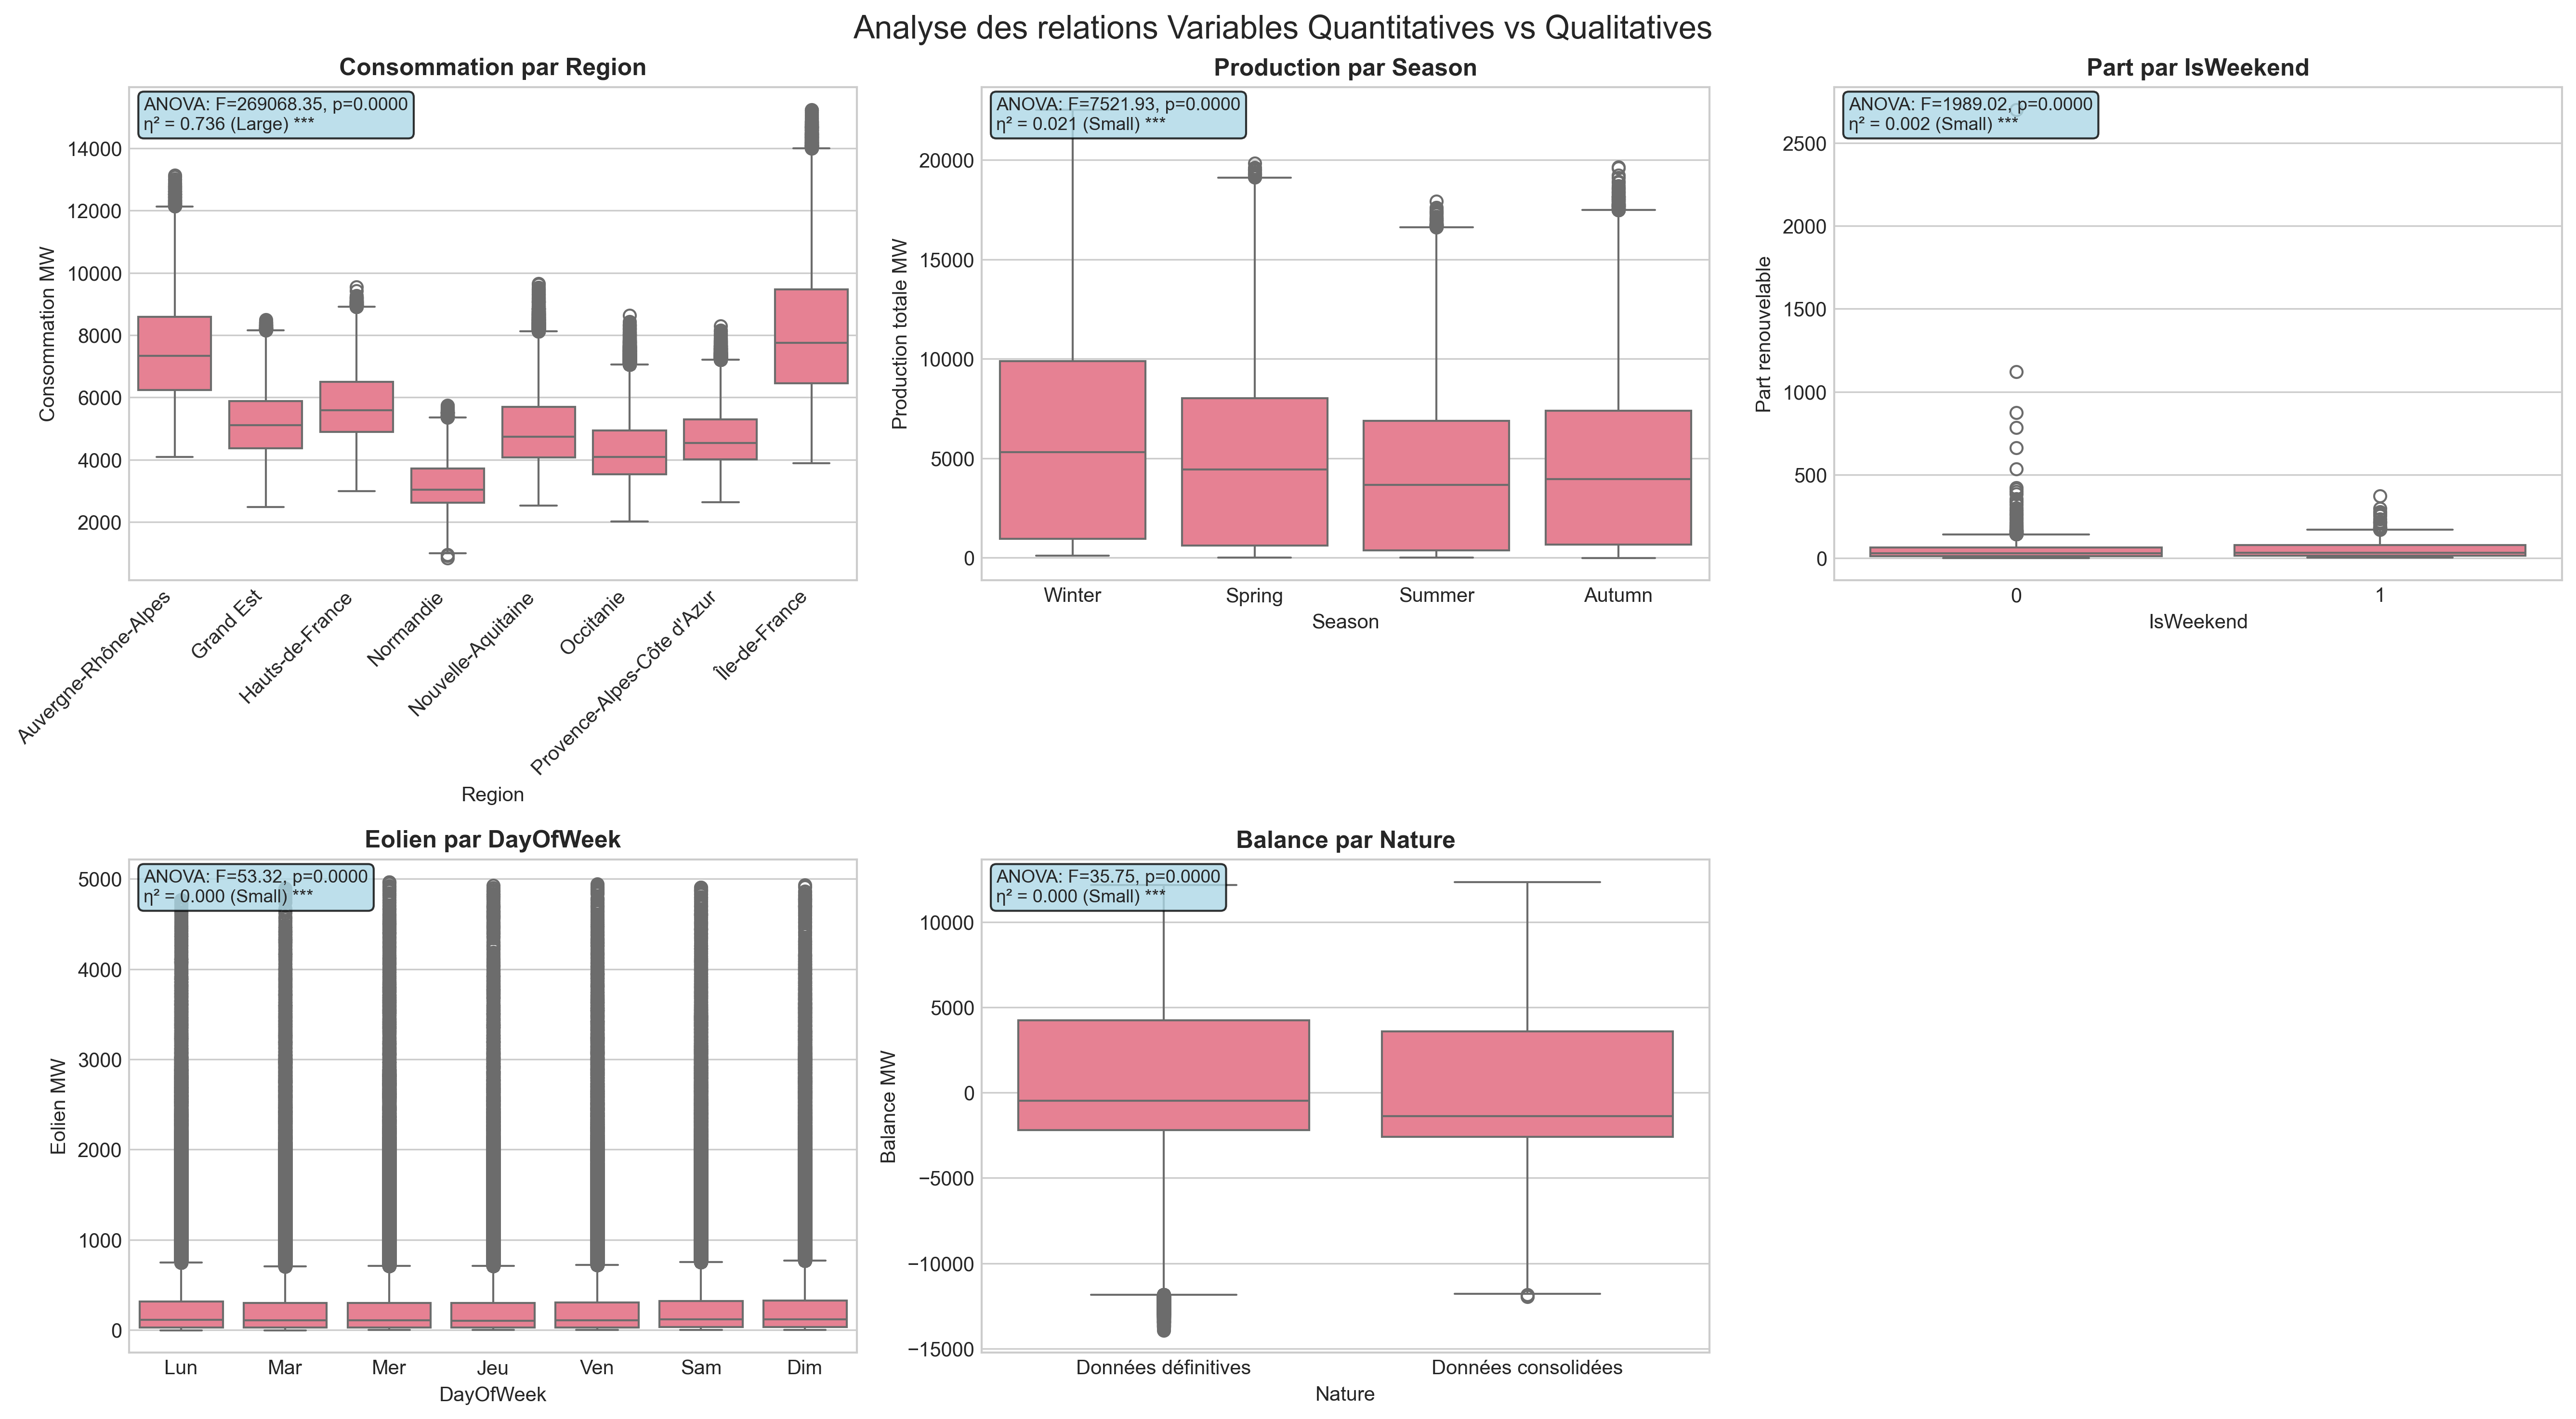 Analyse des relations Variables Quantitatives vs Qualitatives
Consommation par Region
ANOVA: F=269068.35, p=0.0000
η² = 0.736 (Large) ***
Consommation MW
14000
12000
10000
8000
6000
4000
2000
Auvergne-Rhône-Alpes
Grand Est
Hauts-de-France
Normandie
Nouvelle-Aquitaine
Occitanie
Provence-Alpes-Côte d'Azur
Île-de-France
Region
Production par Season
ANOVA: F=7521.93, p=0.0000
η² = 0.021 (Small) ***
Production totale MW
20000
15000
10000
5000
0
Winter
Spring
Summer
Autumn
Season
Part par IsWeekend
ANOVA: F=1989.02, p=0.0000
η² = 0.002 (Small) ***
Part renouvelable
2500
2000
1500
1000
500
0
0
1
IsWeekend
Eolien par DayOfWeek
ANOVA: F=53.32, p=0.0000
η² = 0.000 (Small) ***
Eolien MW
5000
4000
3000
2000
1000
0
Lun
Mar
Mer
Jeu
Ven
Sam
Dim
DayOfWeek
Balance par Nature
ANOVA: F=35.75, p=0.0000
η² = 0.000 (Small) ***
Balance MW
10000
5000
0
−5000
−10000
−15000
Données définitives
Données consolidées
Nature